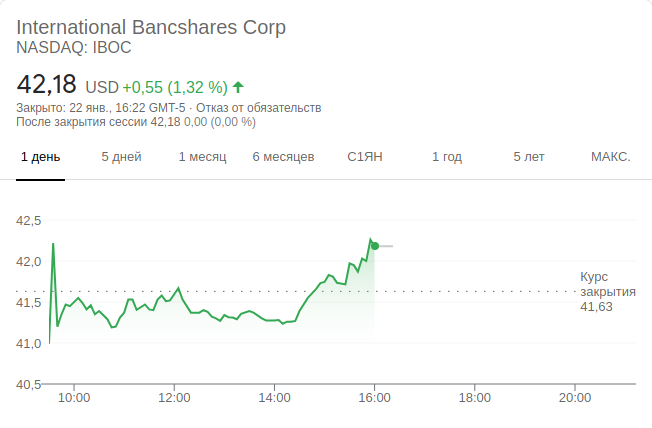 International Bancshares Corp
NASDAQ: IBOC
42,18 USD +0,55 (1,32 %)
Закрыто: 22 янв., 16:22 GMT-5 · Отказ от обязательств
После закрытия сессии 42,18 0,00 (0,00 %)
1 день 5 дней 1 месяц 6 месяцев С1ЯН 1 год 5 лет МАКС.
42,5
42,0
Курс
закрытия
41,63
41,5
41,0
40,5
10:00 12:00 14:00 16:00 18:00 20:00